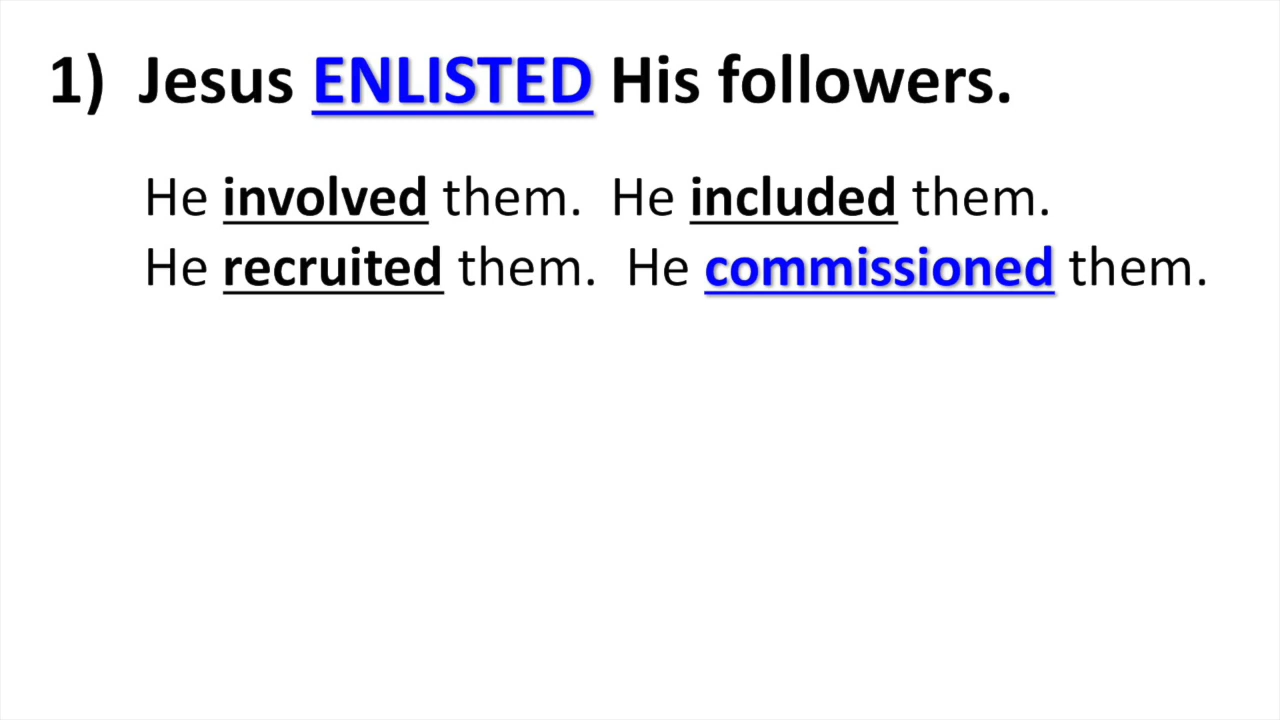 1) Jesus ENLISTED His followers.
He involved them. He included them.
He recruited them. He commissioned them.